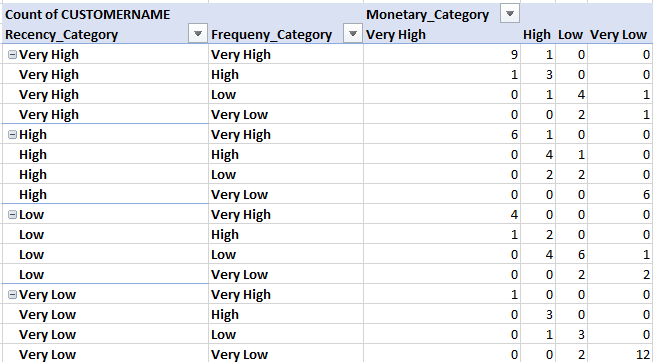 Count of CUSTOMERNAME Monetary_Category
Recency_Category Frequeny_Category Very High High Low Very Low
Very High Very High 9 1 0 0
Very High High 1 3 0 0
Very High Low 0 1 4 1
Very High Very Low 0 0 2 1
High Very High 6 1 0 0
High High 0 4 1 0
High Low 0 2 2 0
High Very Low 0 0 0 6
Low Very High 4 0 0 0
Low High 1 2 0 0
Low Low 0 4 6 1
Low Very Low 0 0 2 2
Very Low Very High 1 0 0 0
Very Low High 0 3 0 0
Very Low Low 0 1 3 0
Very Low Very Low 0 0 2 12